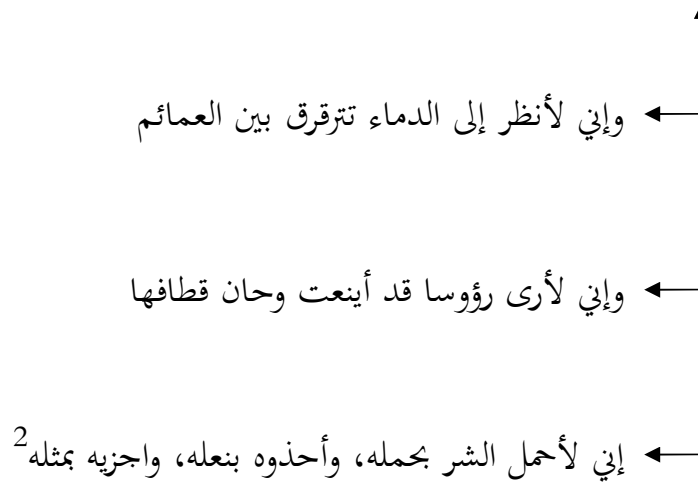 وإني لأنظر إلى الدماء تترقرق بين العمائم
وإني لأرى رؤوسا قد أينعت وحان قطافها
إني لأحمل الشر بحمله، وأحذوه بنعله، واجزيه بمثله2